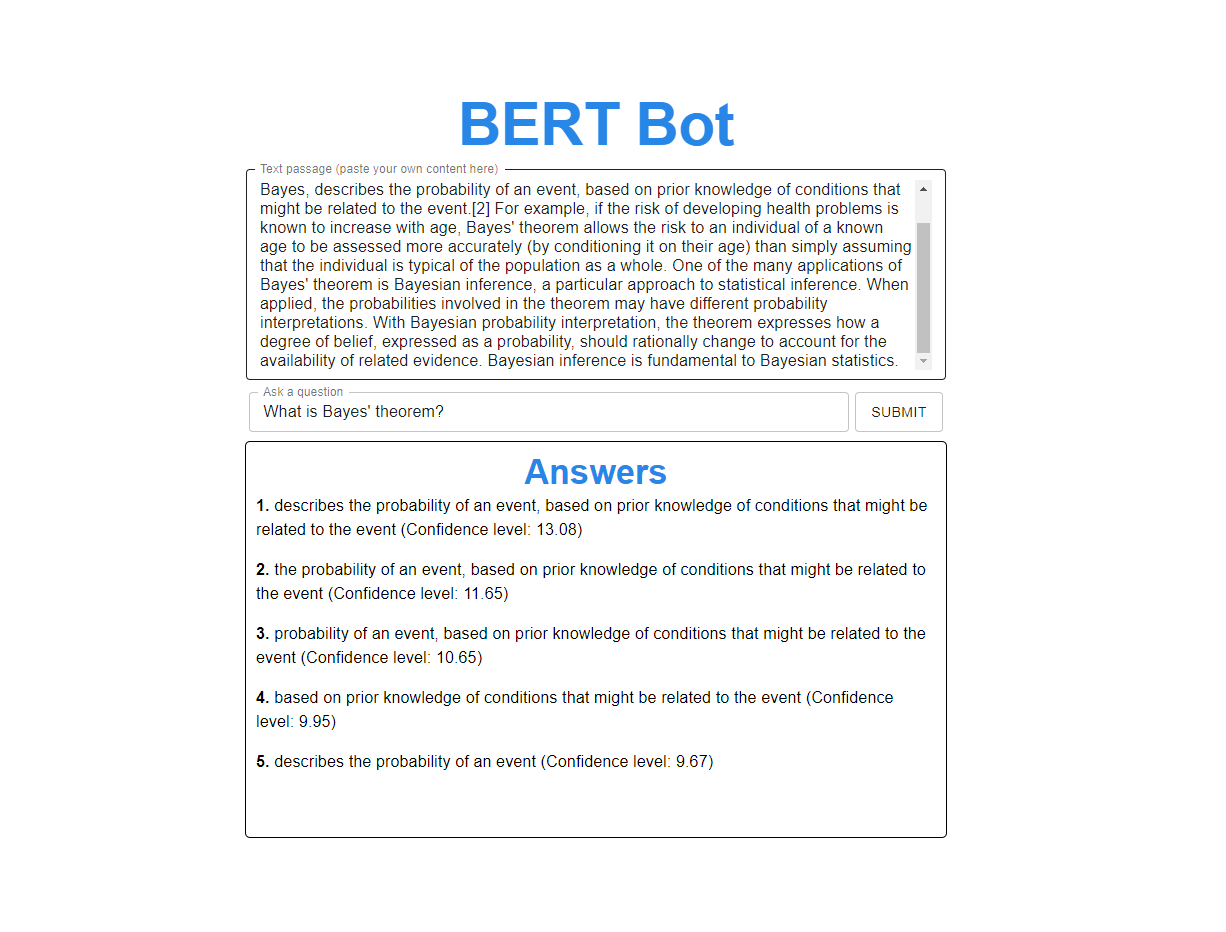 BERT Bot
Text passage (paste your own content here)
Bayes, describes the probability of an event, based on prior knowledge of conditions that
might be related to the event.[2] For example, if the risk of developing health problems is
known to increase with age, Bayes' theorem allows the risk to an individual of a known
age to be assessed more accurately (by conditioning it on their age) than simply assuming
that the individual is typical of the population as a whole. One of the many applications of
Bayes' theorem is Bayesian inference, a particular approach to statistical inference. When
applied, the probabilities involved in the theorem may have different probability
interpretations. With Bayesian probability interpretation, the theorem expresses how a
degree of belief, expressed as a probability, should rationally change to account for the
availability of related evidence. Bayesian inference is fundamental to Bayesian statistics.
Ask a question
What is Bayes' theorem?
SUBMIT
Answers
1. describes the probability of an event, based on prior knowledge of conditions that might be
related to the event (Confidence level: 13.08)
2. the probability of an event, based on prior knowledge of conditions that might be related to
the event (Confidence level: 11.65)
3. probability of an event, based on prior knowledge of conditions that might be related to the
event (Confidence level: 10.65)
4. based on prior knowledge of conditions that might be related to the event (Confidence
level: 9.95)
5. describes the probability of an event (Confidence level: 9.67)